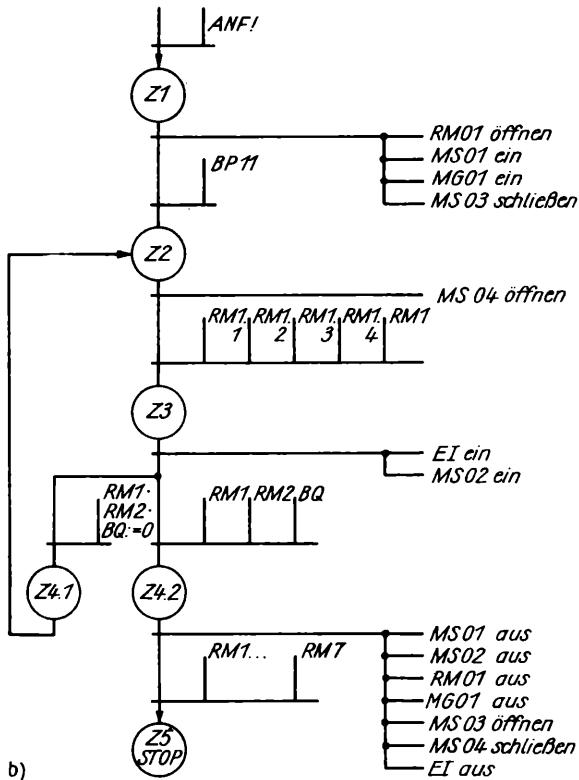 ANF!
Z1
RM01 öffnen
MS01 ein
MG01 ein
MS03 schließen
BP11
Z2
MS04 öffnen
RM1. RM1. RM1. RM1. RM1
1 2 3 4
Z3
EI ein
MS02 ein
RM1·
RM2·
BQ:=0
RM1 RM2 BQ
Z4.1
Z4.2
MS01 aus
MS02 aus
RM01 aus
MG01 aus
MS03 öffnen
MS04 schließen
EI aus
RM1... RM7
Z5
STOP
b)